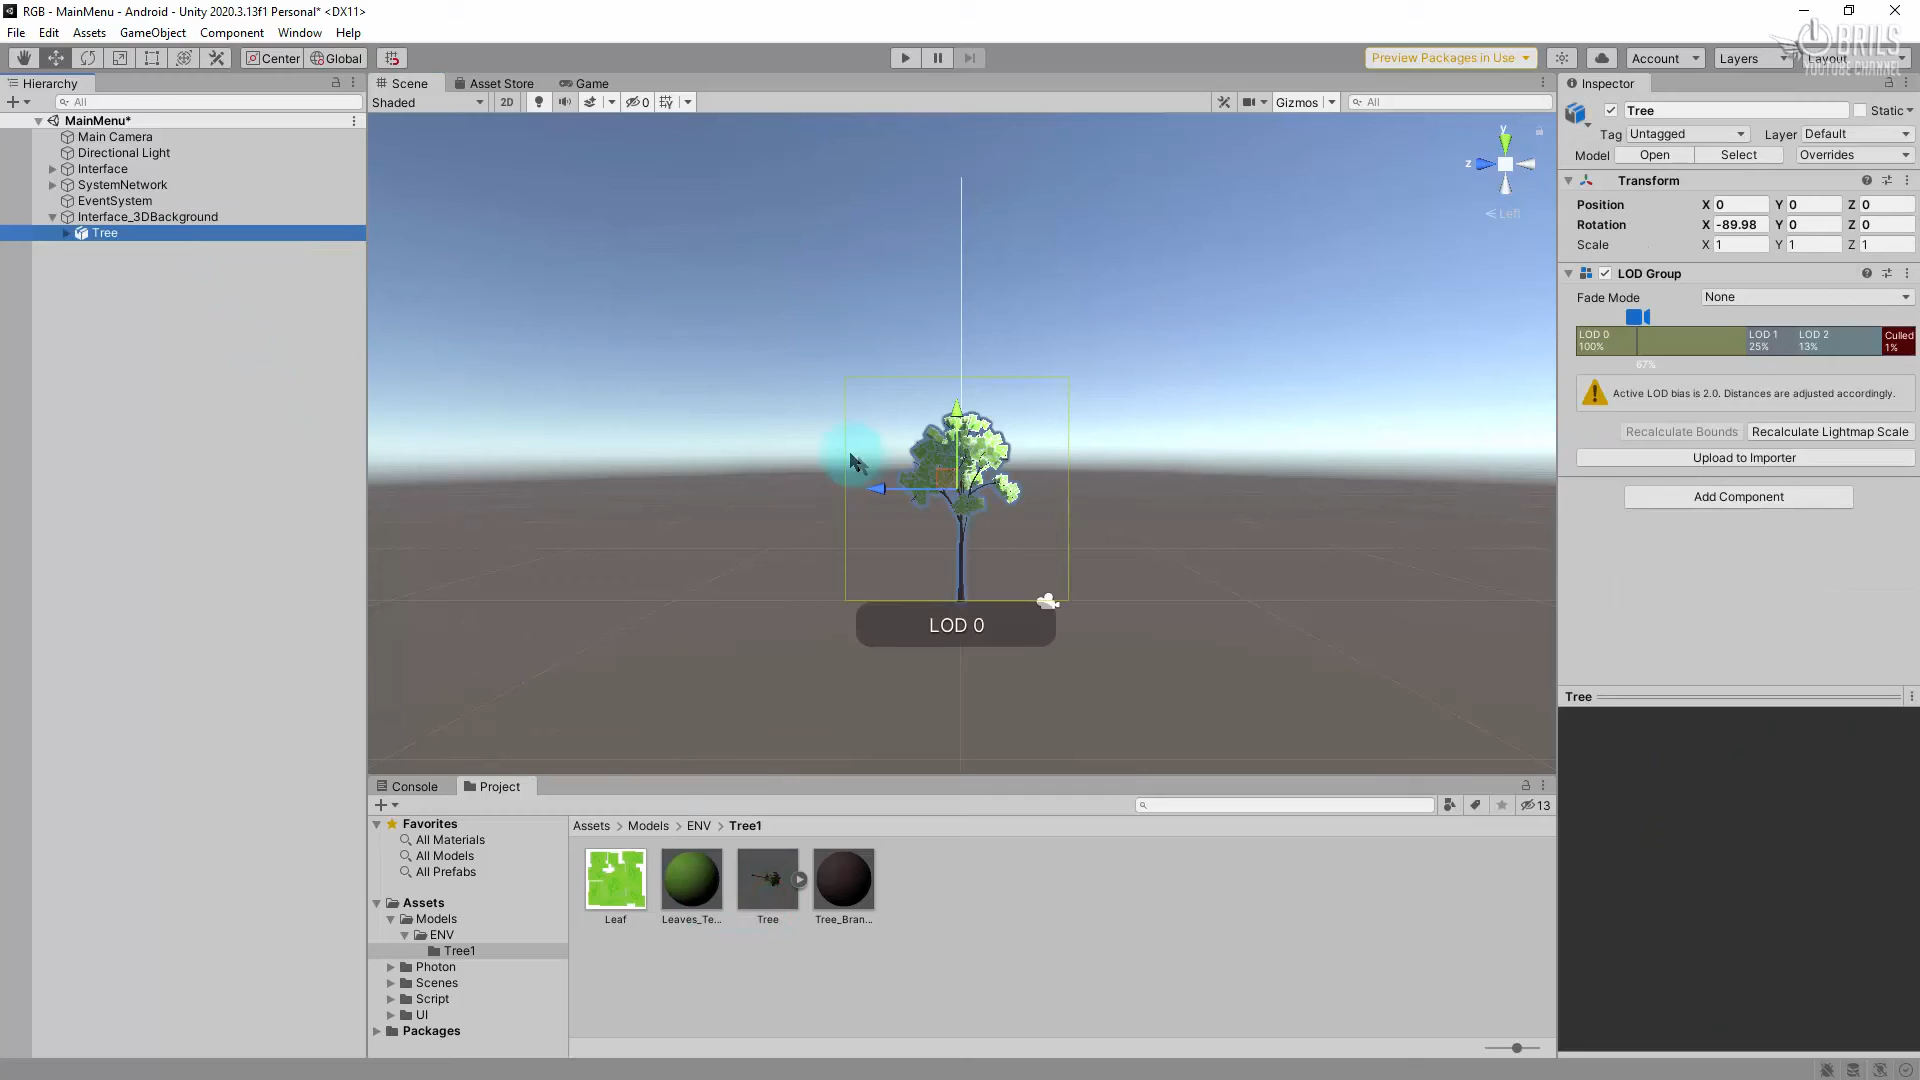 RGB - MainMenu - Android - Unity 2020.3.13f1 Personal* <DX11>
File Edit Assets GameObject Component Window Help
Center Global
Preview Packages in Use
Account
Layers
Layout
BRILS
YOUTUBE CHANNEL
Hierarchy
All
MainMenu*
Main Camera
Directional Light
Interface
SystemNetwork
EventSystem
Interface_3DBackground
Tree
Scene Asset Store Game
Shaded 2D 0 Gizmos All
y
z
< Left
LOD 0
Inspector
Tree Static
Tag Untagged Layer Default
Model Open Select Overrides
Transform
Position X 0 Y 0 Z 0
Rotation X -89.98 Y 0 Z 0
Scale X 1 Y 1 Z 1
LOD Group
Fade Mode None
LOD 0 LOD 1 LOD 2 Culled
100% 25% 13% 1%
67%
Active LOD bias is 2.0. Distances are adjusted accordingly.
Recalculate Bounds Recalculate Lightmap Scale
Upload to Importer
Add Component
Tree
Console Project
13
Favorites
All Materials
All Models
All Prefabs
Assets
Models
ENV
Tree1
Photon
Scenes
Script
UI
Packages
Assets > Models > ENV > Tree1
Leaf Leaves_Te... Tree Tree_Bran...